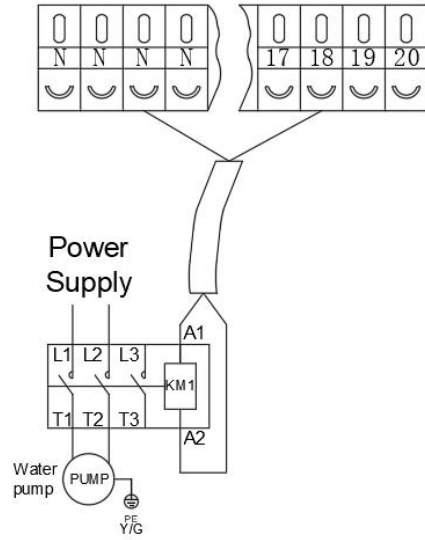 N N N N 17 18 19 20
Power
Supply
A1
L1 L2 L3
KM1
T1 T2 T3
A2
Water
pump
PUMP
PE
Y/G